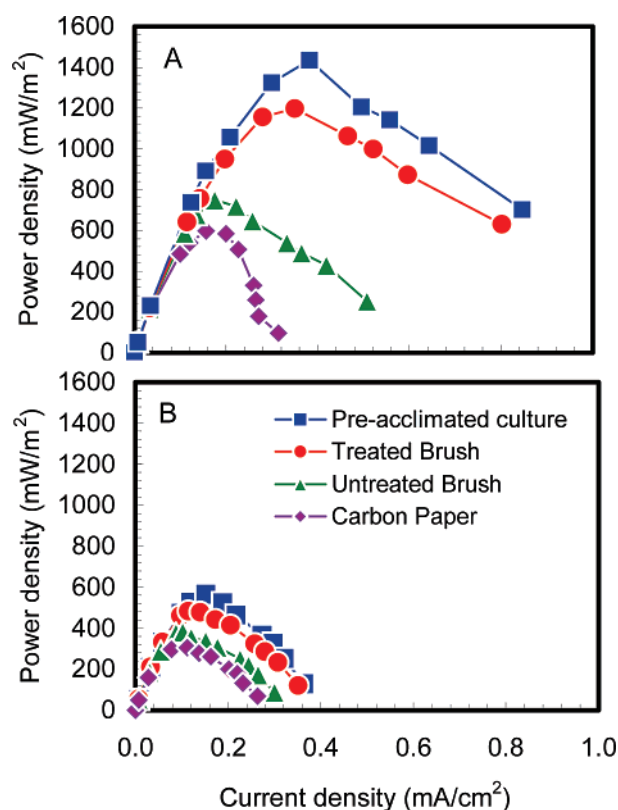 1600
A
1400
1200
1000
800
600
400
200
0
Power density (mW/m²)
1600
B
1400
1200
1000
800
600
400
200
0
Power density (mW/m²)
Pre-acclimated culture
Treated Brush
Untreated Brush
Carbon Paper
0.0 0.2 0.4 0.6 0.8 1.0
Current density (mA/cm²)